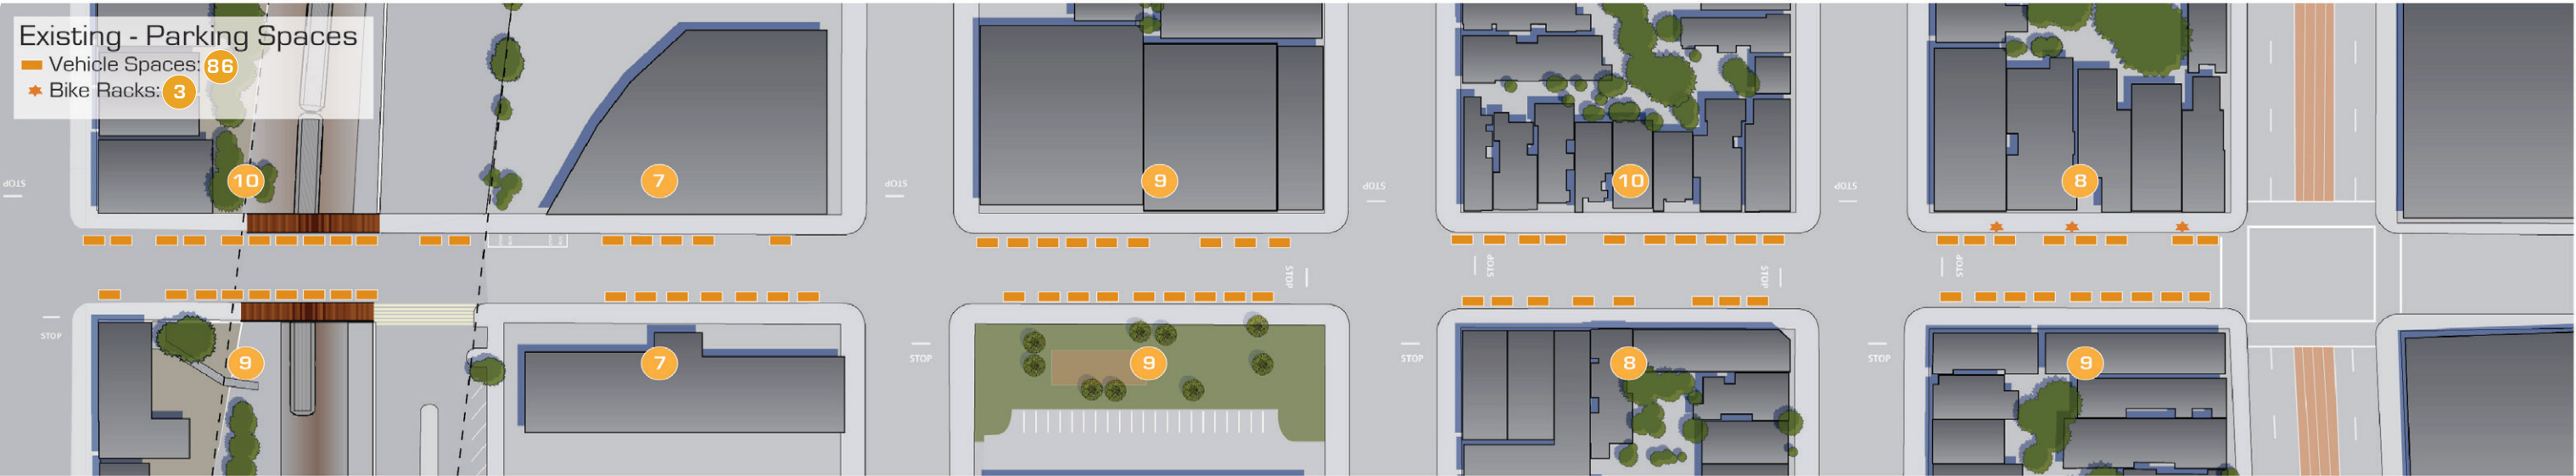 Existing - Parking Spaces
Vehicle Spaces: 86
Bike Racks: 3
10
7
9
10
8
STOP
STOP
STOP
STOP
STOP
STOP
STOP
STOP
STOP
STOP
STOP
STOP
9
7
9
8
9